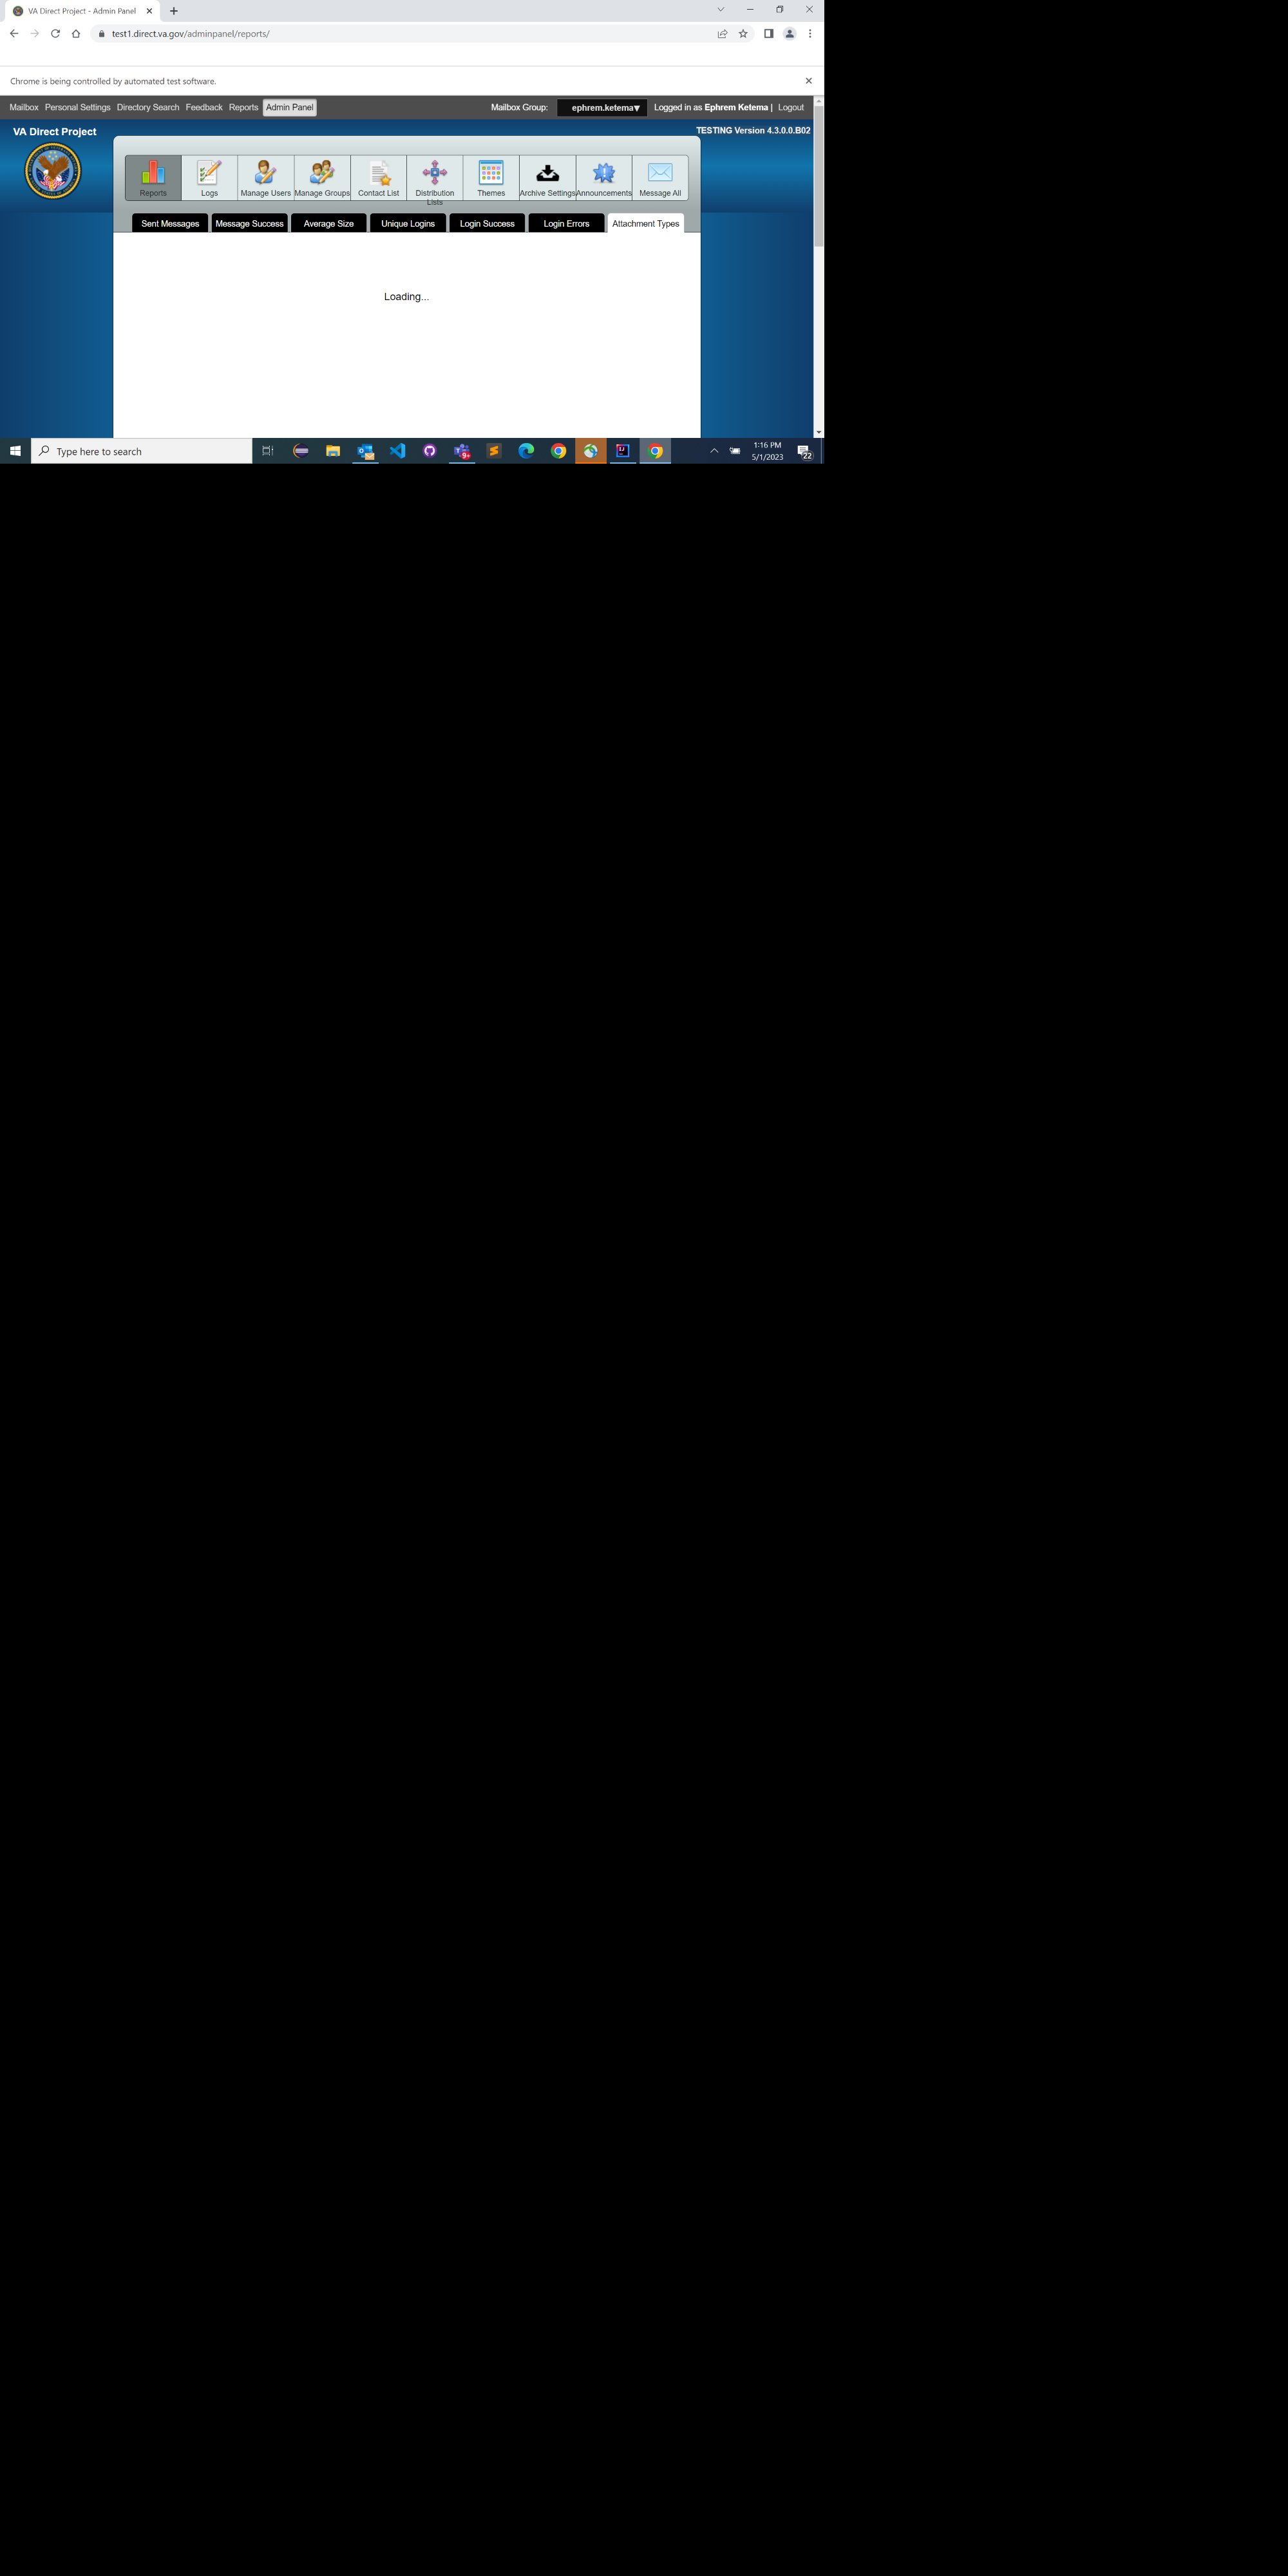 VA Direct Project - Admin Panel
test1.direct.va.gov/adminpanel/reports/
Chrome is being controlled by automated test software.
Mailbox Personal Settings Directory Search Feedback Reports Admin Panel Mailbox Group: ephrem.ketema▾ Logged in as Ephrem Ketema | Logout
VA Direct Project
TESTING Version 4.3.0.0.B02
Reports Logs Manage Users Manage Groups Contact List Distribution Lists Themes Archive Settings Announcements Message All
Sent Messages Message Success Average Size Unique Logins Login Success Login Errors Attachment Types
Loading...
Type here to search
9+
1:16 PM
5/1/2023
22